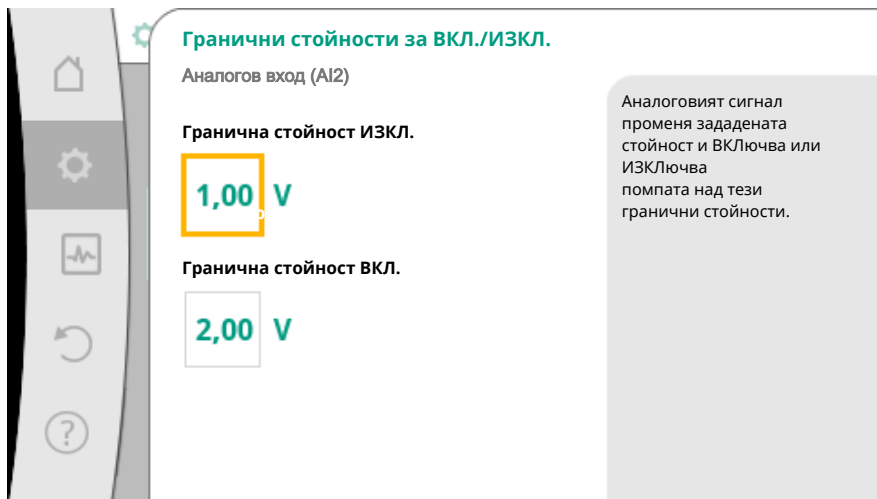 Гранични стойности за ВКЛ./ИЗКЛ.
Аналогов вход (AI2)
Гранична стойност ИЗКЛ.
1,00 V
Гранична стойност ВКЛ.
2,00 V
Аналоговият сигнал
променя зададената
стойност и ВКЛючва или
ИЗКЛючва
помпата над тези
гранични стойности.